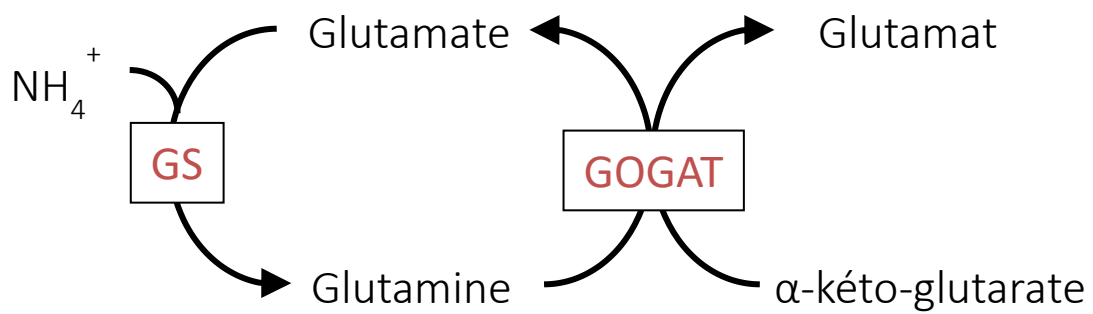 Glutamate
Glutamat
NH4+
GS
GOGAT
Glutamine
α-kéto-glutarate